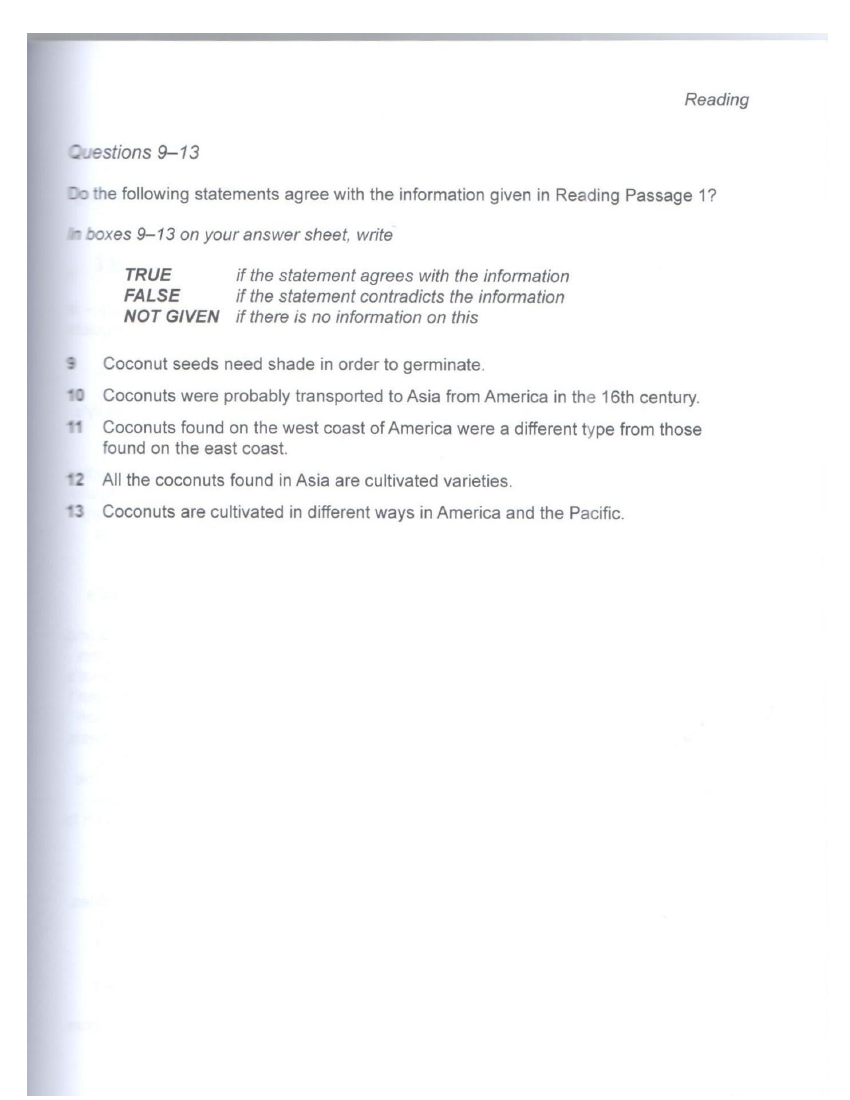 Reading
Questions 9–13
Do the following statements agree with the information given in Reading Passage 1?
In boxes 9–13 on your answer sheet, write
TRUE if the statement agrees with the information
FALSE if the statement contradicts the information
NOT GIVEN if there is no information on this
9 Coconut seeds need shade in order to germinate.
10 Coconuts were probably transported to Asia from America in the 16th century.
11 Coconuts found on the west coast of America were a different type from those
found on the east coast.
12 All the coconuts found in Asia are cultivated varieties.
13 Coconuts are cultivated in different ways in America and the Pacific.